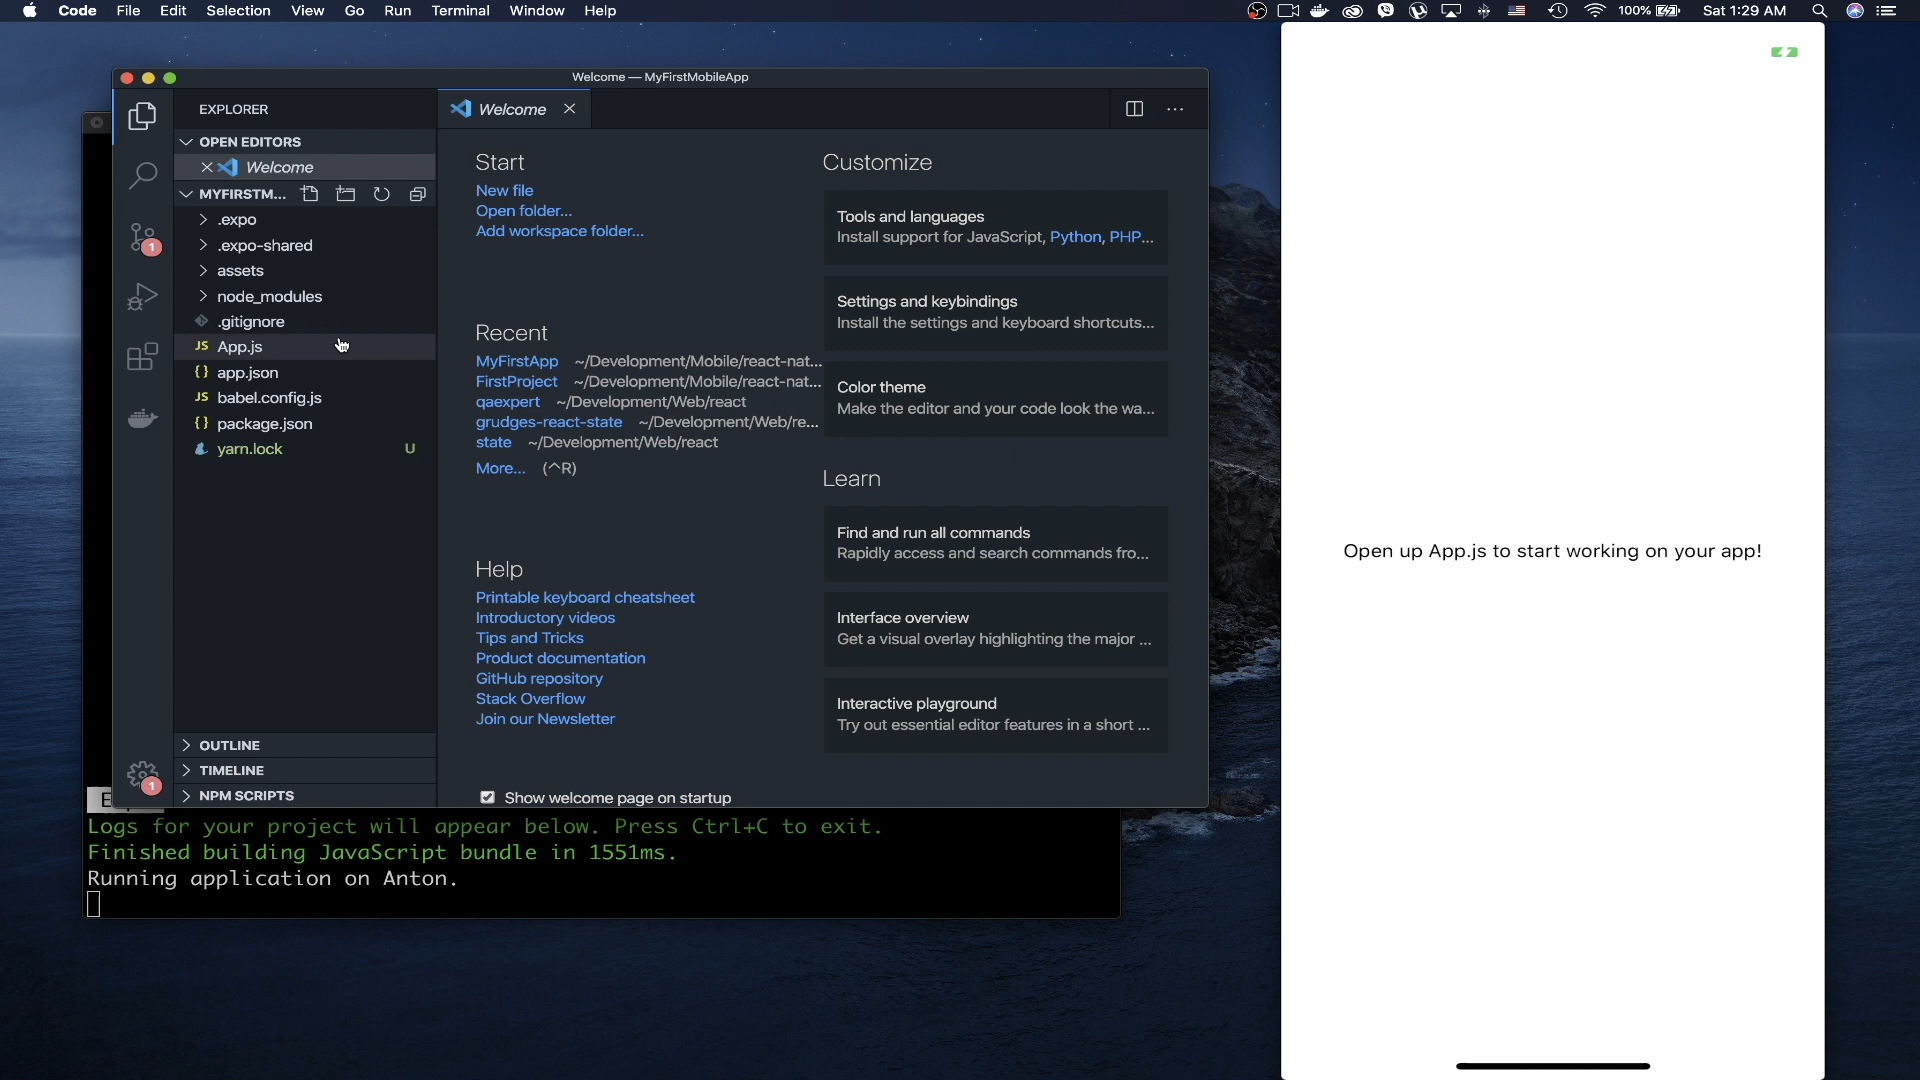 Code File Edit Selection View Go Run Terminal Window Help
100% Sat 1:29 AM
Welcome — MyFirstMobileApp
EXPLORER
OPEN EDITORS
Welcome
MYFIRSTM...
.expo
.expo-shared
assets
node_modules
.gitignore
JS App.js
{} app.json
JS babel.config.js
{} package.json
yarn.lock U
OUTLINE
TIMELINE
NPM SCRIPTS
1
1
Welcome
Start
New file
Open folder...
Add workspace folder...
Recent
MyFirstApp ~/Development/Mobile/react-nat...
FirstProject ~/Development/Mobile/react-nat...
qaexpert ~/Development/Web/react
grudges-react-state ~/Development/Web/re...
state ~/Development/Web/react
More... (^R)
Help
Printable keyboard cheatsheet
Introductory videos
Tips and Tricks
Product documentation
GitHub repository
Stack Overflow
Join our Newsletter
Show welcome page on startup
Customize
Tools and languages
Install support for JavaScript, Python, PHP...
Settings and keybindings
Install the settings and keyboard shortcuts...
Color theme
Make the editor and your code look the wa...
Learn
Find and run all commands
Rapidly access and search commands fro...
Interface overview
Get a visual overlay highlighting the major ...
Interactive playground
Try out essential editor features in a short ...
Logs for your project will appear below. Press Ctrl+C to exit.
Finished building JavaScript bundle in 1551ms.
Running application on Anton.
Open up App.js to start working on your app!